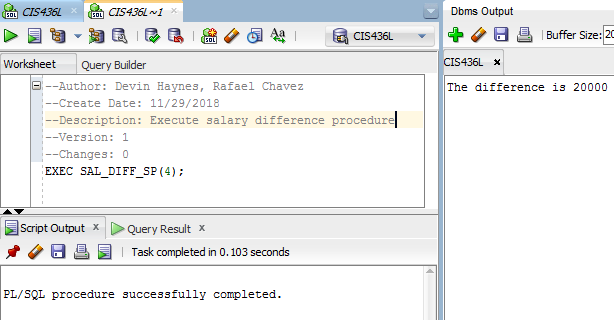 CIS436L
CIS436L~1
Aa
CIS436L
Worksheet
Query Builder
--Author: Devin Haynes, Rafael Chavez
--Create Date: 11/29/2018
--Description: Execute salary difference procedure
--Version: 1
--Changes: 0
EXEC SAL_DIFF_SP(4);
Script Output
Query Result
Task completed in 0.103 seconds
PL/SQL procedure successfully completed.
Dbms Output
Buffer Size:
CIS436L
The difference is 20000